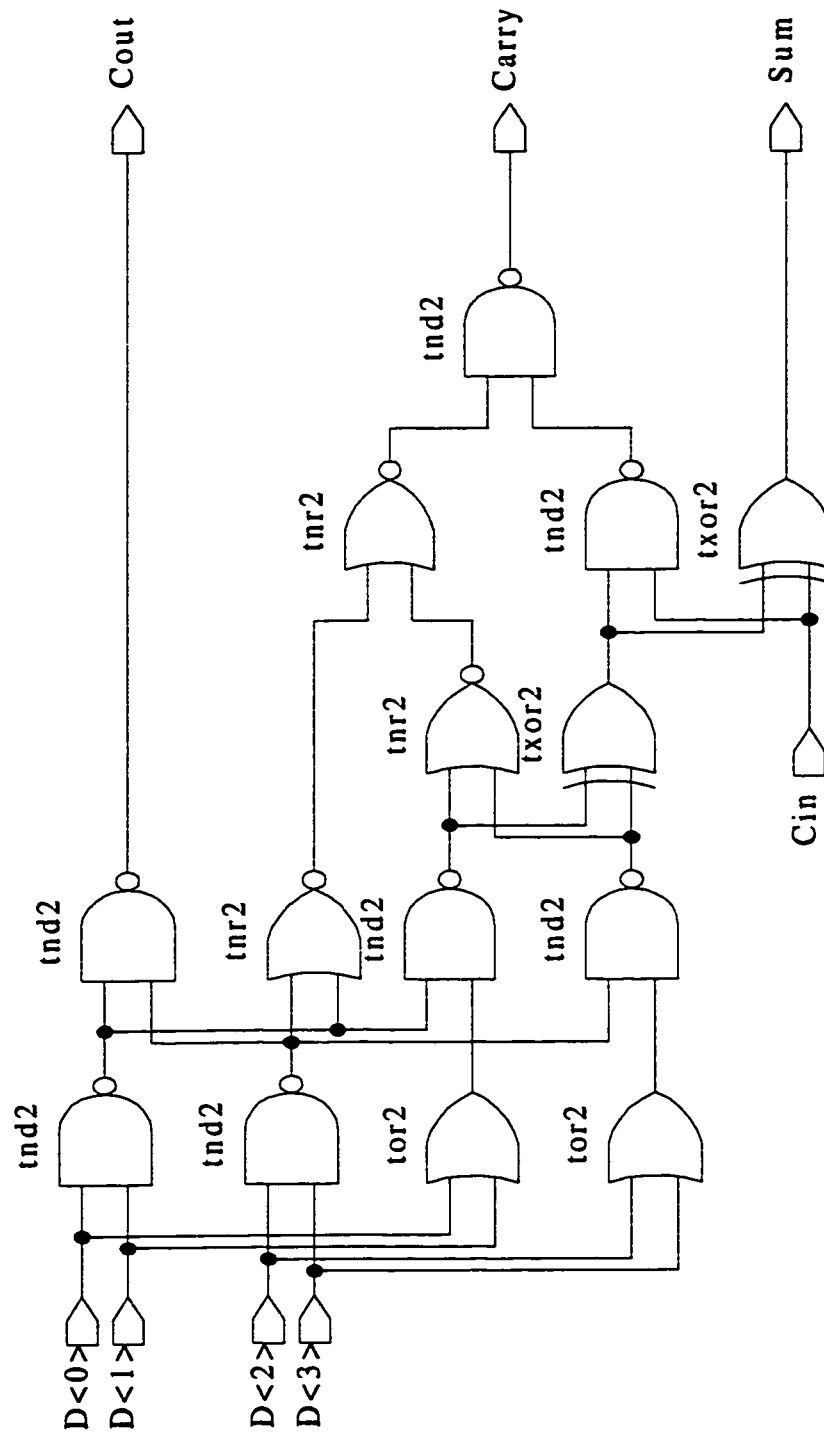 Cout
Carry
Sum
tnd2
tnr2
tnd2
txor2
tnr2
txor2
Cin
tnd2
tnr2
tnd2
tnd2
tnd2
tnd2
tor2
tor2
D<0>
D<1>
D<2>
D<3>